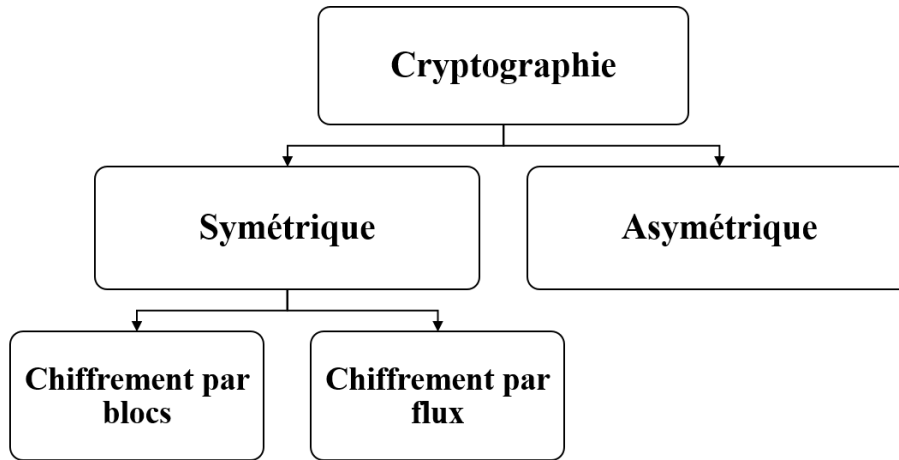 Cryptographie
Symétrique
Asymétrique
Chiffrement par
blocs
Chiffrement par
flux